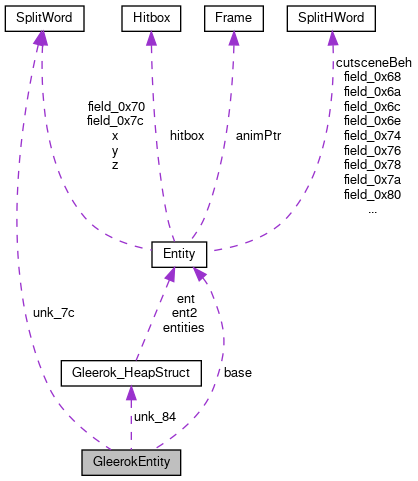 SplitWord
Hitbox
Frame
SplitHWord
cutsceneBeh
field_0x68
field_0x6a
field_0x6c
field_0x6e
field_0x74
field_0x76
field_0x78
field_0x7a
field_0x80
...
field_0x70
field_0x7c
x
y
z
hitbox
animPtr
Entity
unk_7c
ent
ent2
entities
Gleerok_HeapStruct
base
unk_84
GleerokEntity